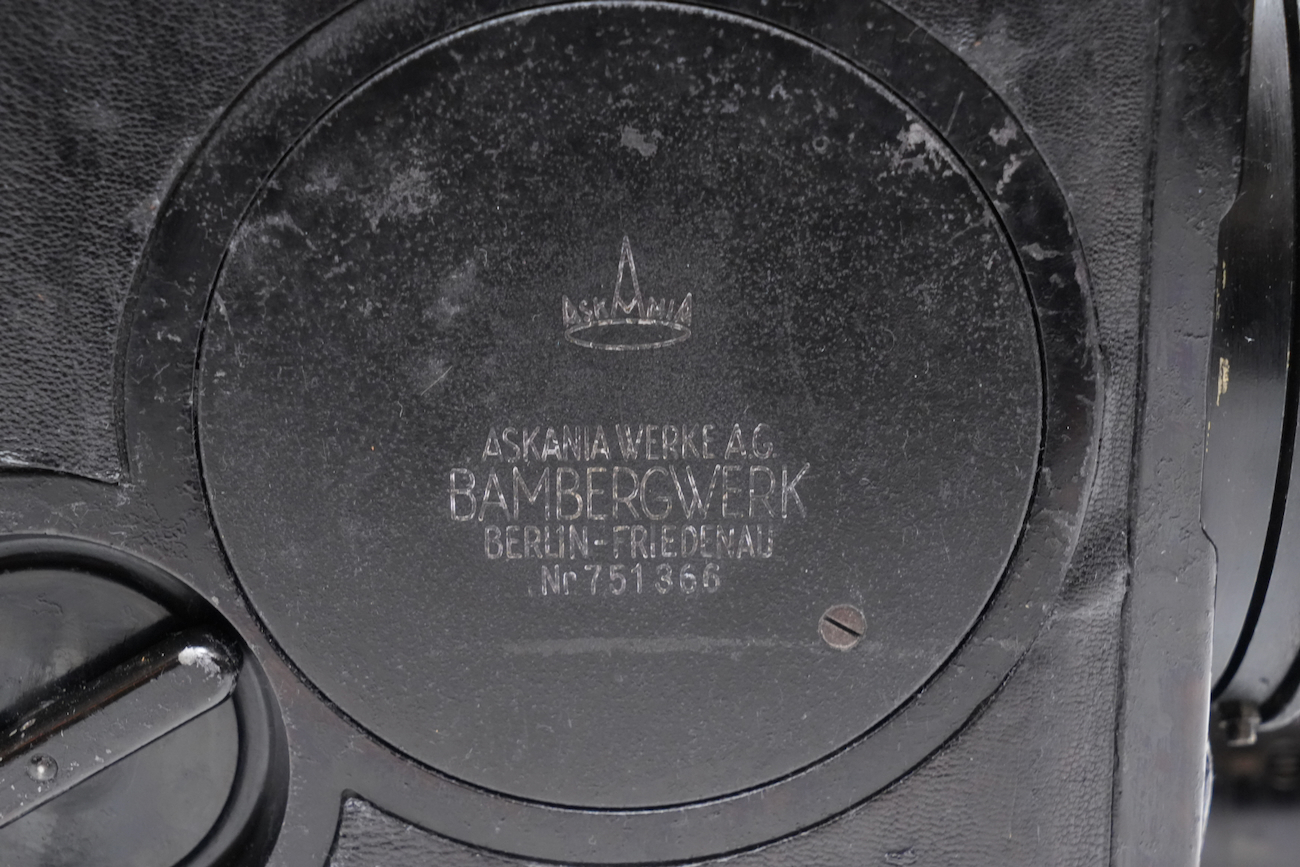 ASKANIA
ASKANIA WERKE A.G.
BAMBERGWERK
BERLIN-FRIEDENAU
Nr 751366